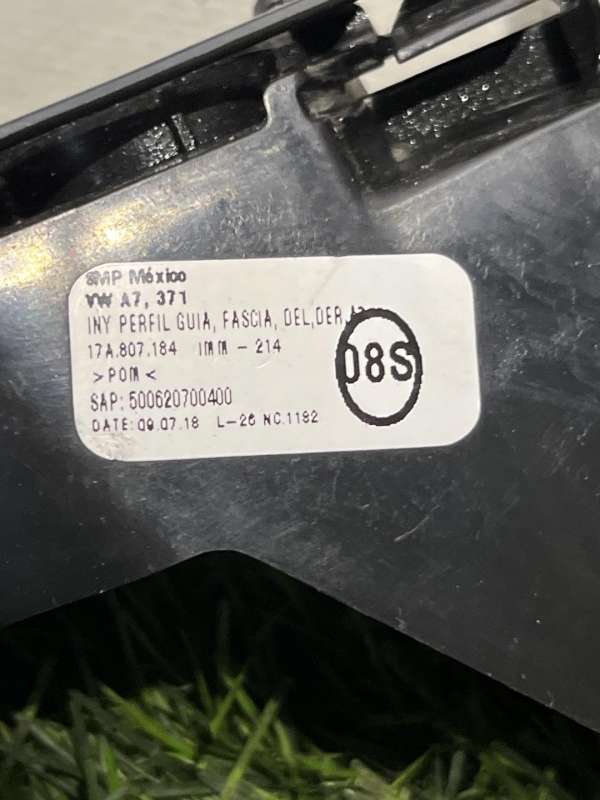 SMP México
VW A7, 371
INY PERFIL GUIA, FASCIA, DEL,DER,
17A.807.184 IMM - 214
08S
>POM<
SAP: 500620700400
DATE: 09.07.18 L-26 NC.1182